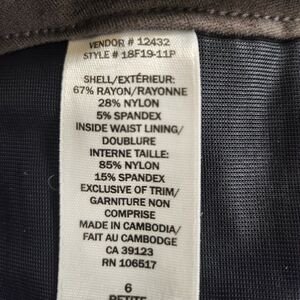 VENDOR # 12432
STYLE # 18F19-11P
SHELL/EXTÉRIEUR:
67% RAYON/RAYONNE
28% NYLON
5% SPANDEX
INSIDE WAIST LINING/
DOUBLURE
INTERNE TAILLE:
85% NYLON
15% SPANDEX
EXCLUSIVE OF TRIM/
GARNITURE NON
COMPRISE
MADE IN CAMBODIA/
FAIT AU CAMBODGE
CA 39123
RN 106517
6
PETITE